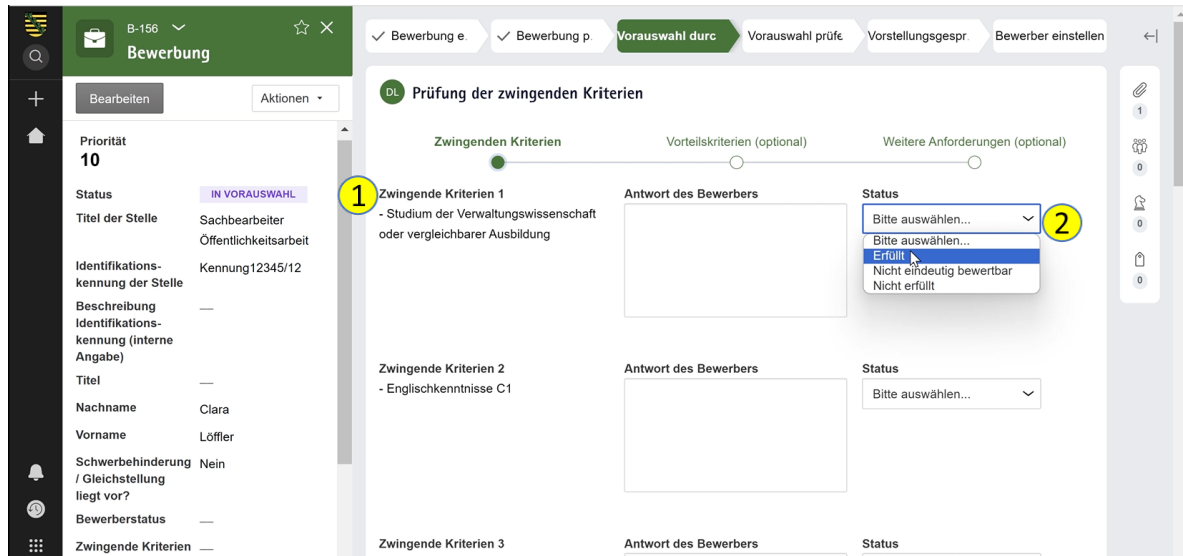 B-156
Bewerbung
Bearbeiten
Aktionen
Priorität
10
Status
IN VORAUSWAHL
Titel der Stelle
Sachbearbeiter
Öffentlichkeitsarbeit
Identifikations-
kennung der Stelle
Kennung12345/12
Beschreibung
Identifikations-
kennung (interne
Angabe)
—
Titel
—
Nachname
Clara
Vorname
Löffler
Schwerbehinderung
/ Gleichstellung
liegt vor?
Nein
Bewerberstatus
—
Zwingende Kriterien
—
Bewerbung e.
Bewerbung p.
Vorauswahl durc
Vorauswahl prüfe
Vorstellungsgespr.
Bewerber einstellen
DL Prüfung der zwingenden Kriterien
Zwingenden Kriterien
Vorteilskriterien (optional)
Weitere Anforderungen (optional)
1
Zwingende Kriterien 1
- Studium der Verwaltungswissenschaft
oder vergleichbarer Ausbildung
Antwort des Bewerbers
Status
Bitte auswählen...
2
Bitte auswählen...
Erfüllt
Nicht eindeutig bewertbar
Nicht erfüllt
Zwingende Kriterien 2
- Englischkenntnisse C1
Antwort des Bewerbers
Status
Bitte auswählen...
Zwingende Kriterien 3
Antwort des Bewerbers
Status
1
0
0
0